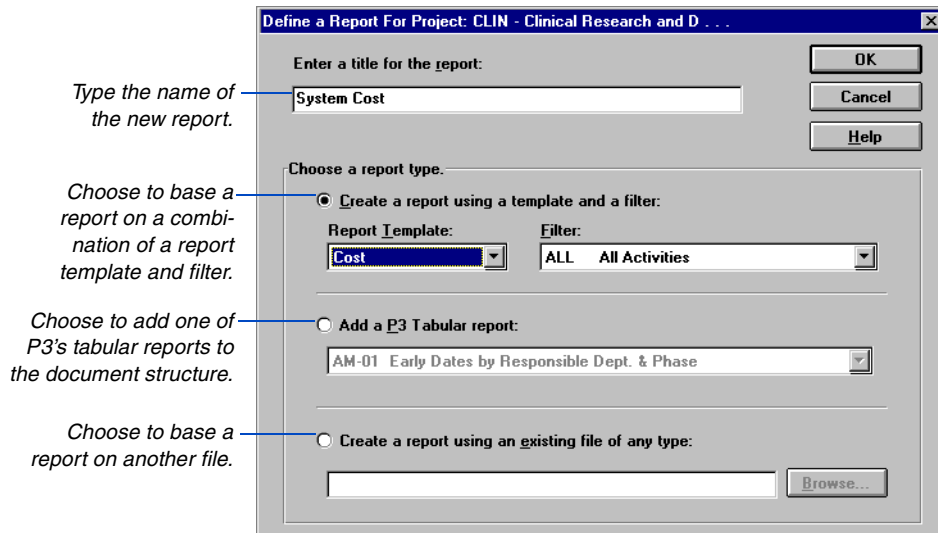 Define a Report For Project: CLIN - Clinical Research and D . . .
Enter a title for the report:
OK
Type the name of
the new report.
System Cost
Cancel
Help
Choose a report type.
Choose to base a
report on a combi-
nation of a report
template and filter.
Create a report using a template and a filter:
Report Template:
Filter:
Cost
ALL All Activities
Choose to add one of
P3's tabular reports to
the document structure.
Add a P3 Tabular report:
AM-01 Early Dates by Responsible Dept. & Phase
Choose to base a
report on another file.
Create a report using an existing file of any type:
Browse...